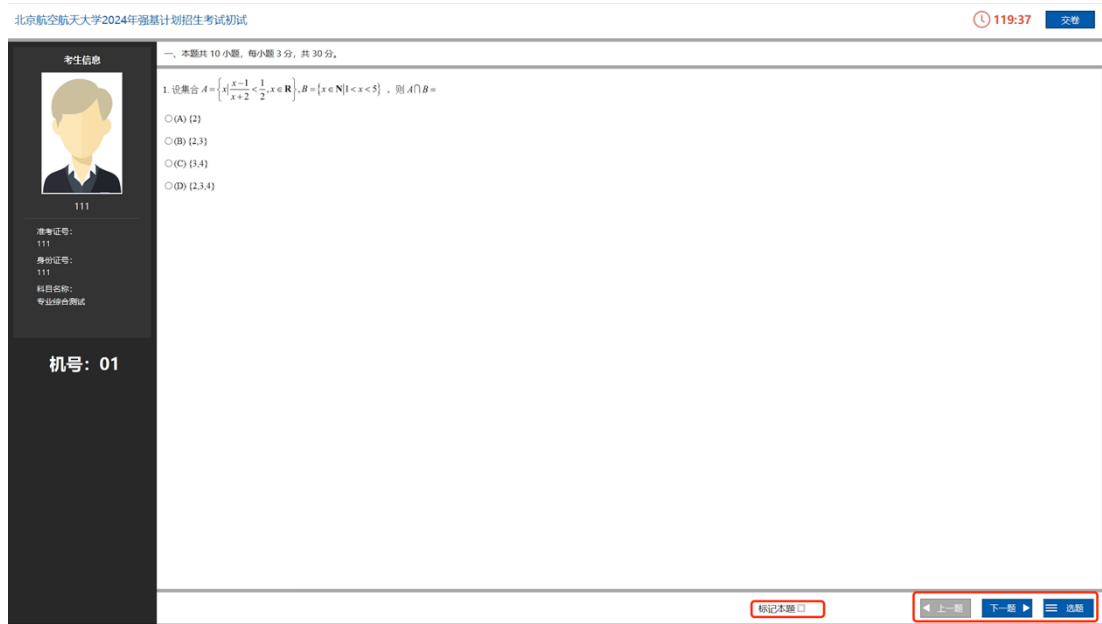 北京航空航天大学2024年强基计划招生考试初试
119:37
交卷
考生信息
111
准考证号：
111
身份证号：
111
科目名称：
专业综合测试
机号：01
一、本题共 10 小题，每小题 3 分，共 30 分。
1. 设集合 A={x|(x−1)/(x+2)<1/2,x∈R},B={x∈N|1<x<5} ，则 A⋂B=
(A) {2}
(B) {2,3}
(C) {3,4}
(D) {2,3,4}
标记本题
上一题
下一题
选题